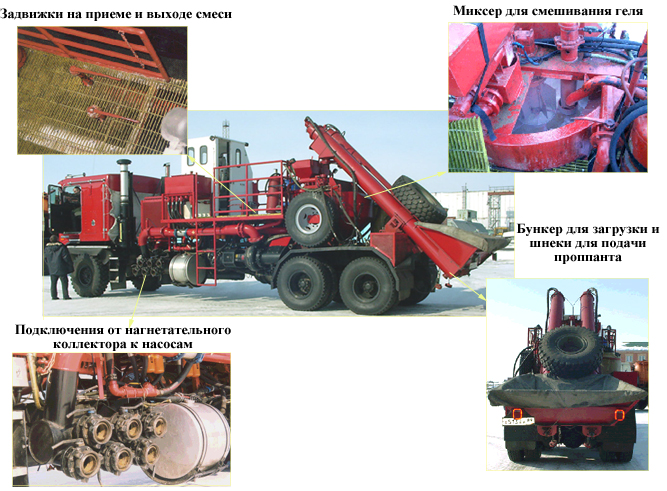 Задвижки на приеме и выходе смеси
Миксер для смешивания геля
Бункер для загрузки и
шнеки для подачи
проппанта
Подключения от нагнетательного
коллектора к насосам